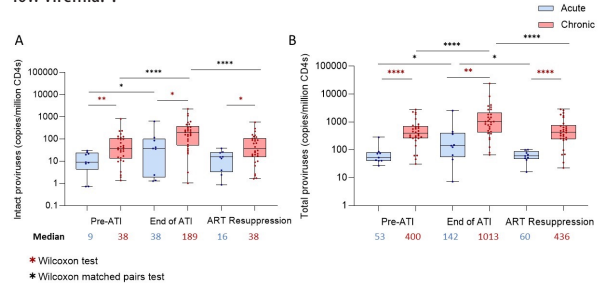 low viremia?
Acute
Chronic
A
B
**** **** * ** * *
**** **** * * **** ** ****
Intact proviruses (copies/million CD4s)
100000
10000
1000
100
10
1
0.1
Pre-ATI End of ATI ART Resuppression
Total proviruses (copies/million CD4s)
100000
10000
1000
100
10
1
Pre-ATI End of ATI ART Resuppression
Median 9 38 38 189 16 38 53 400 142 1013 60 436
* Wilcoxon test
* Wilcoxon matched pairs test